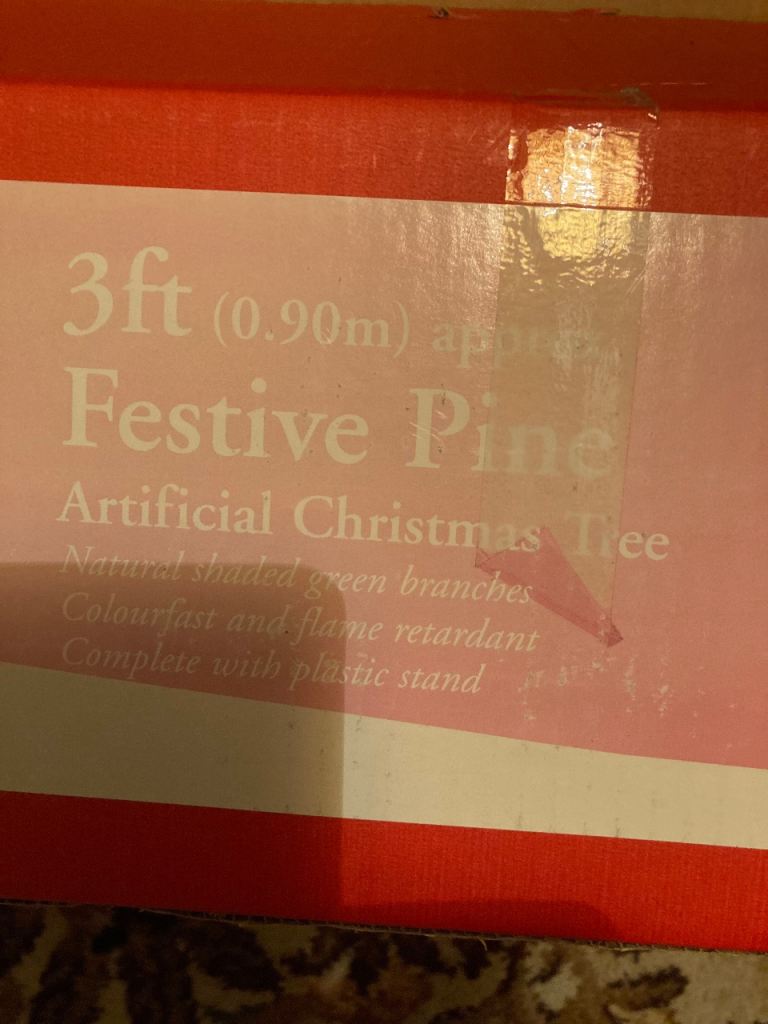 3ft (0.90m) approx
Festive Pine
Artificial Christmas Tree
Natural shaded green branches
Colourfast and flame retardant
Complete with plastic stand